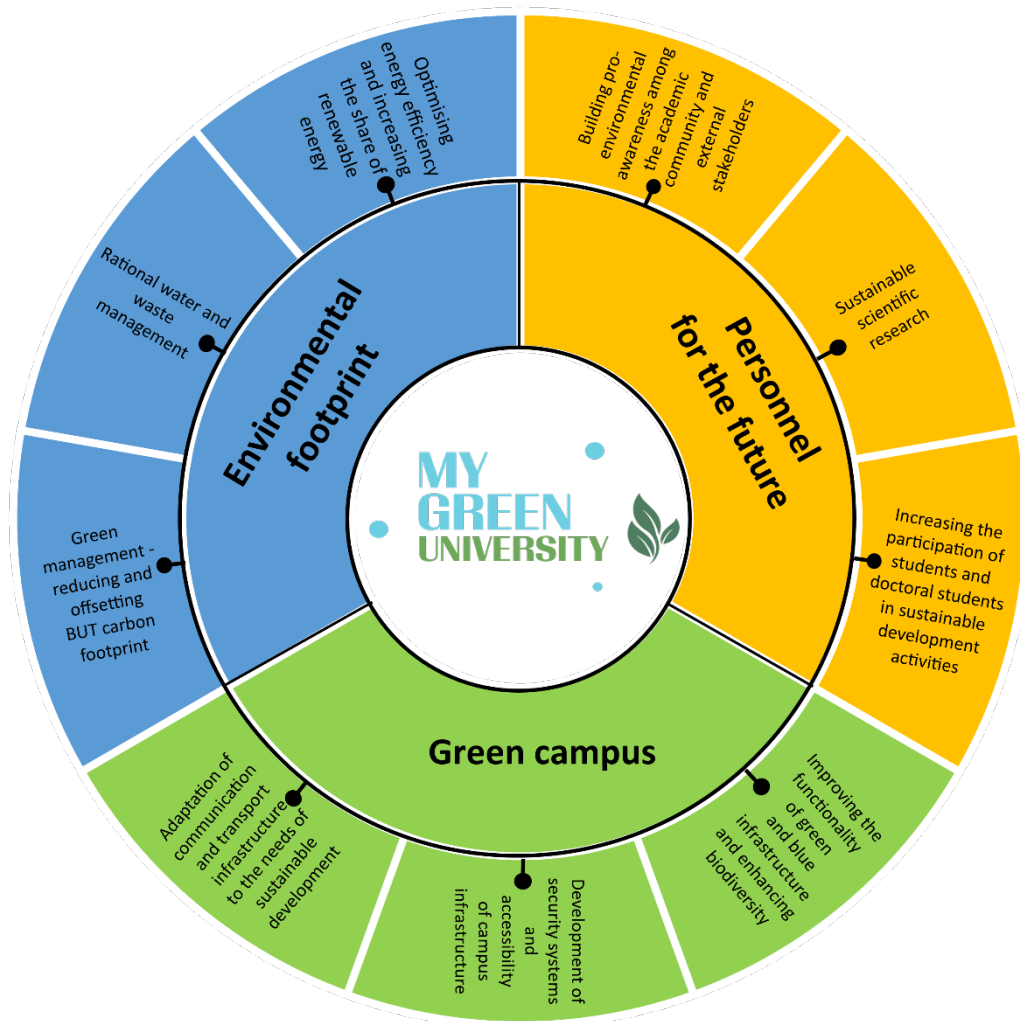 MY
GREEN
UNIVERSITY
Environmental
footprint
Optimising
energy efficiency
and increasing
the share of
renewable
energy
Rational water and
waste
management
Green
management -
reducing and
offsetting
BUT carbon
footprint
Personnel
for the future
Building pro-
environmental
awareness among
the academic
community and
external
stakeholders
Sustainable
scientific
research
Increasing the
participation of
students and
doctoral students
in sustainable
development
activities
Green campus
Improving the
functionality
of green
and blue
infrastructure
and enhancing
biodiversity
Development of
security systems
and
accessibility
of campus
infrastructure
Adaptation of
communication
and transport
infrastructure
to the needs of
sustainable
development